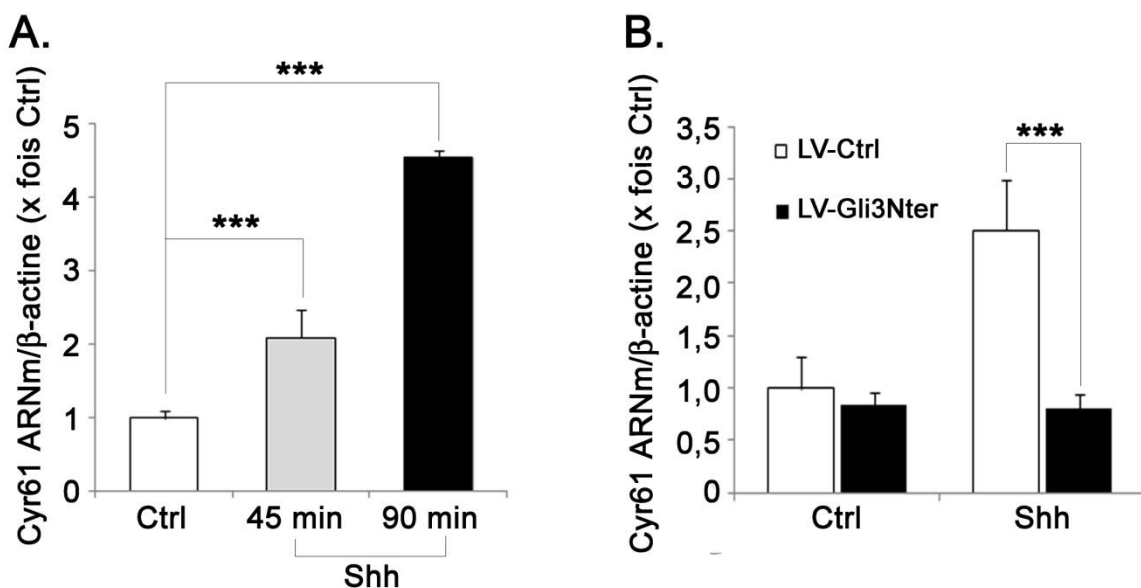 A.
Cyr61 ARNm/β-actine (x fois Ctrl)
***
***
5
4
3
2
1
0
Ctrl
45 min
90 min
Shh
B.
Cyr61 ARNm/β-actine (x fois Ctrl)
3,5
3,0
2,5
2,0
1,5
1,0
0,5
0
LV-Ctrl
LV-Gli3Nter
***
Ctrl
Shh